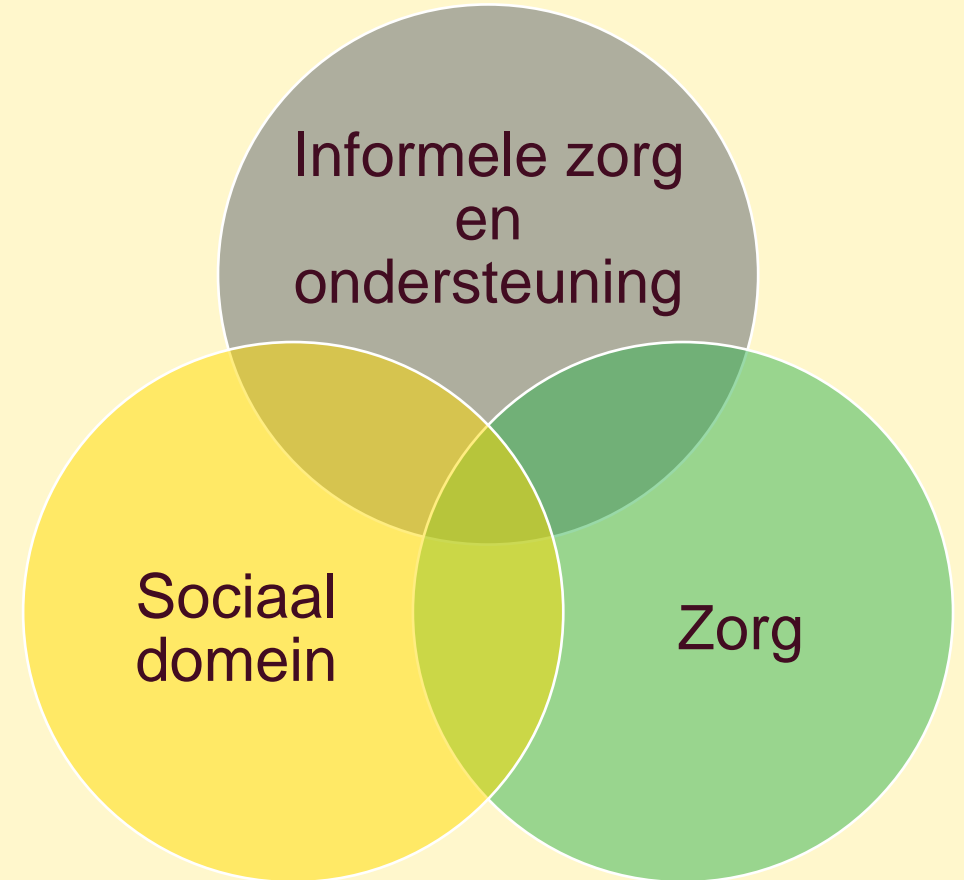 Informele zorg
en
ondersteuning
Sociaal
domein
Zorg